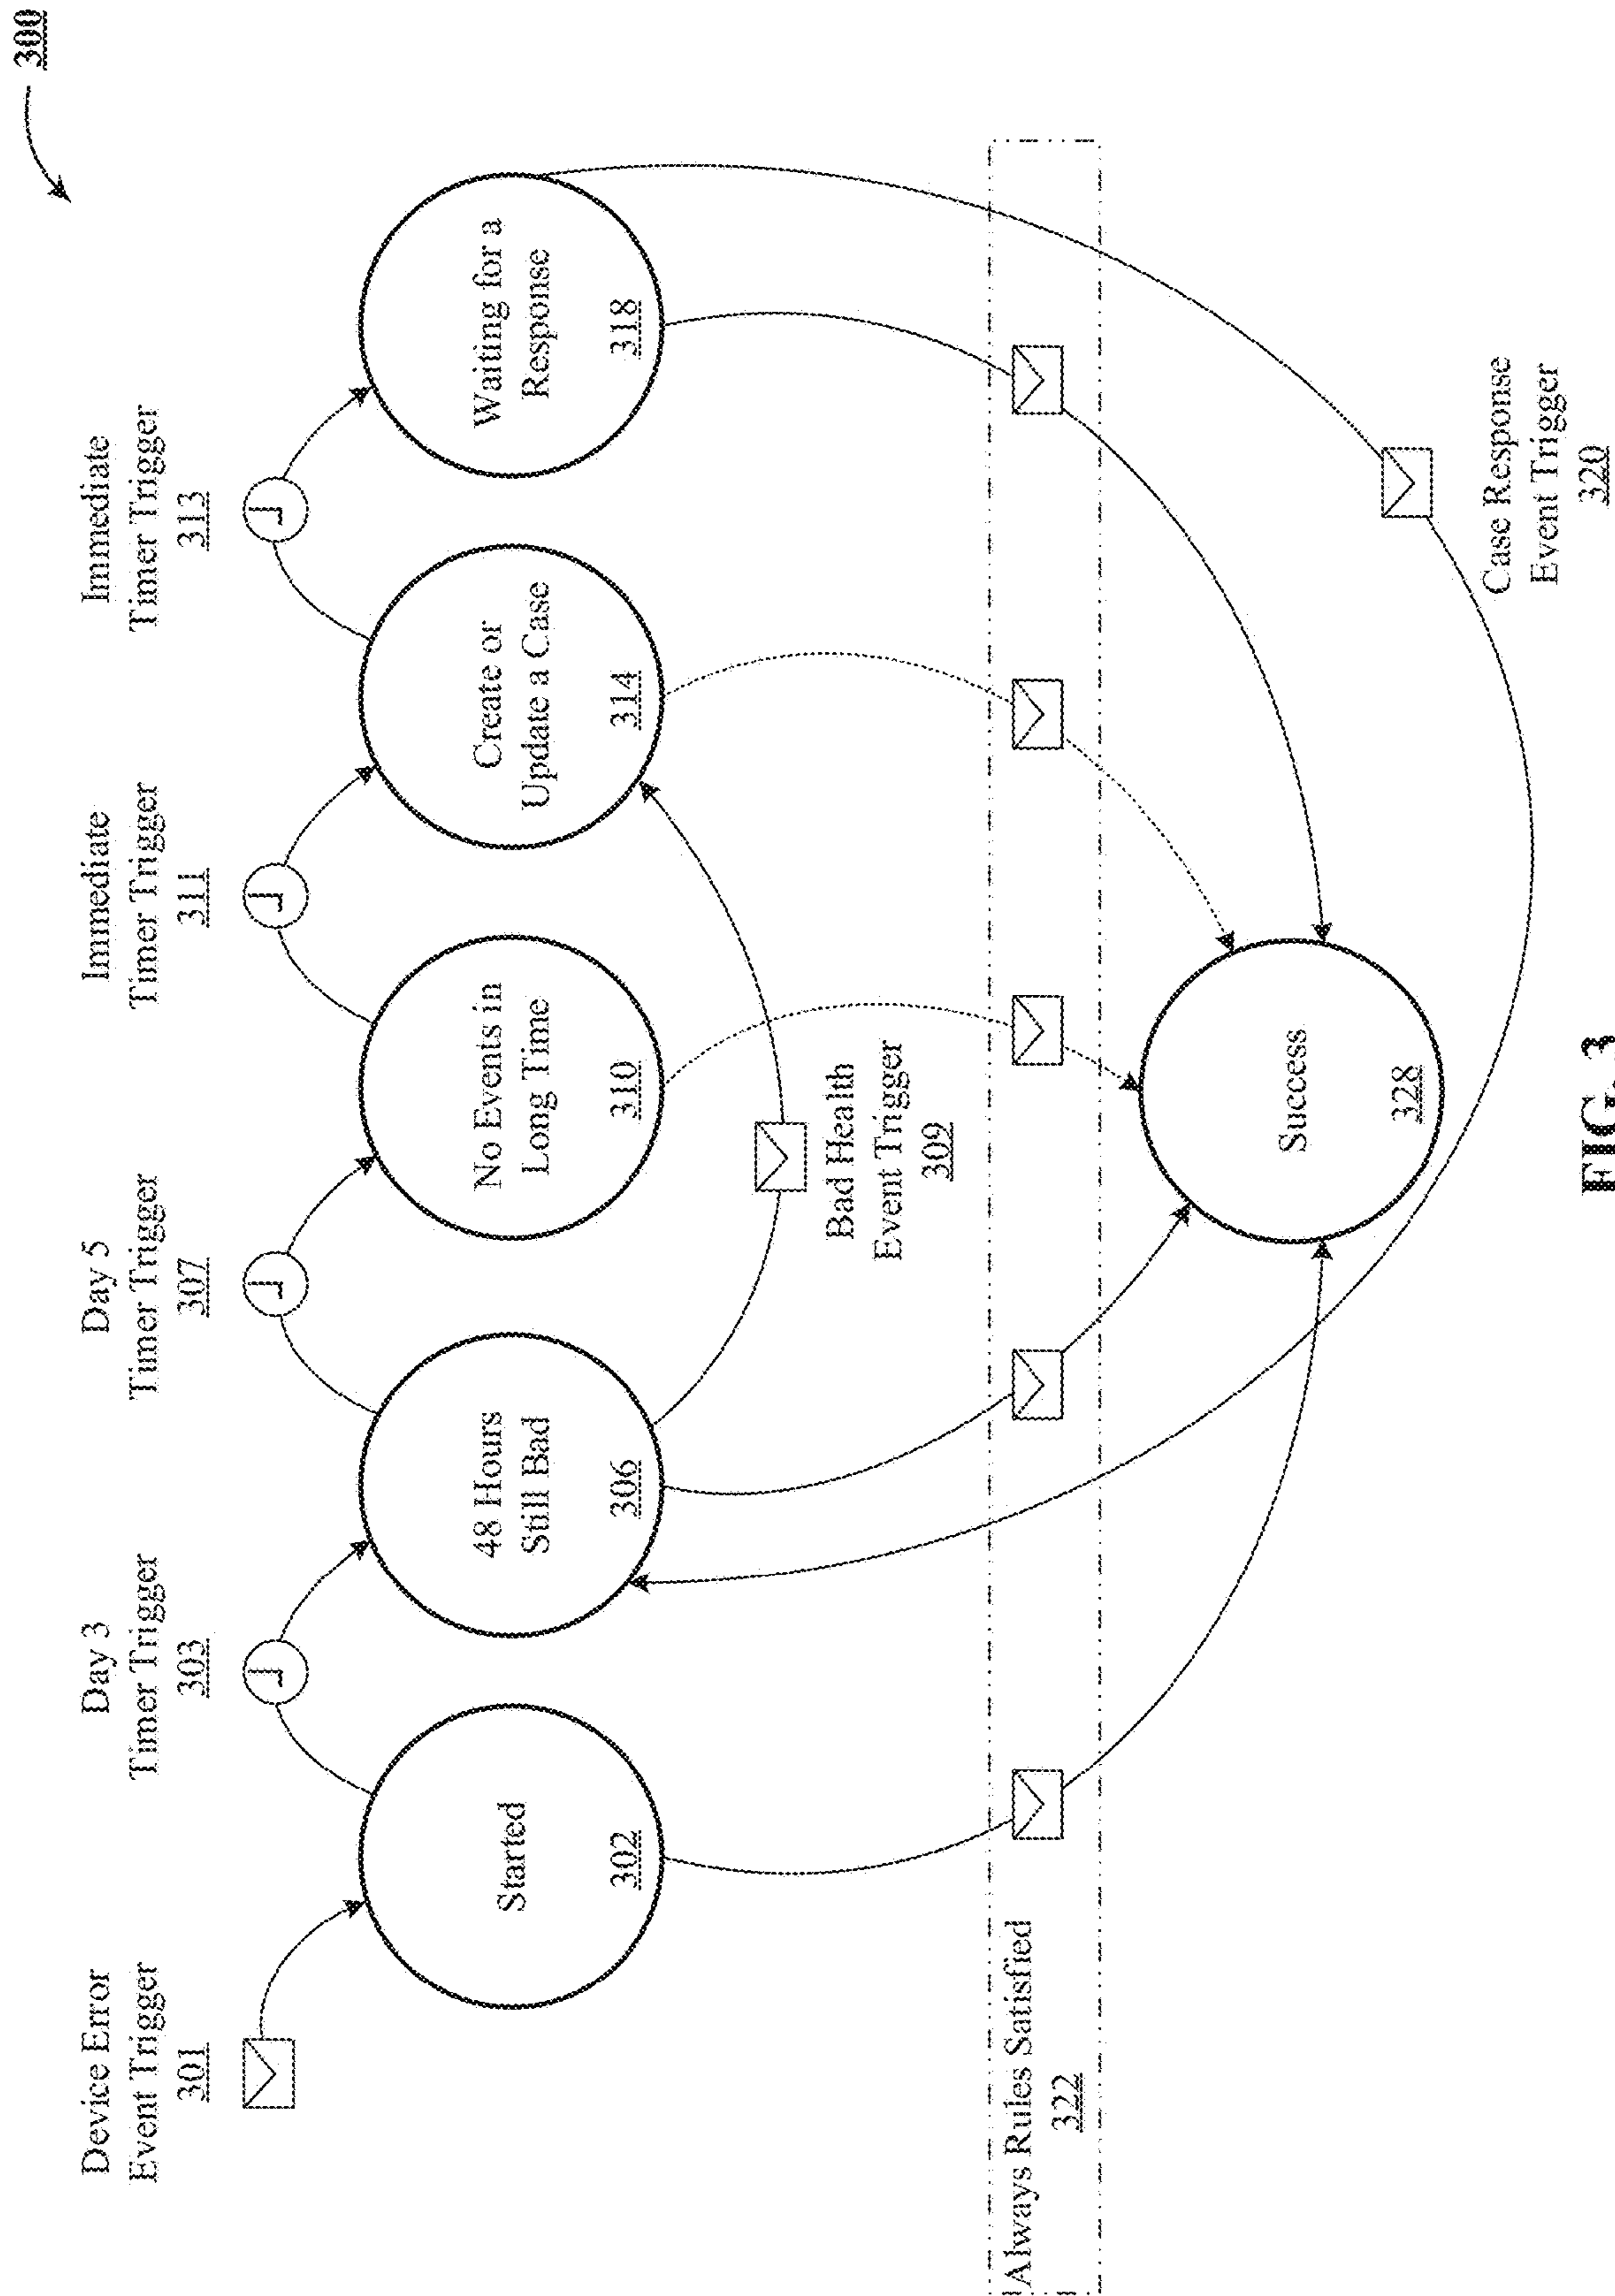 300
Device Error
Event Trigger
301
Day 3
Timer Trigger
303
Day 5
Timer Trigger
307
Immediate
Timer Trigger
311
Immediate
Timer Trigger
313
Started
302
48 Hours
Still Bad
306
No Events in
Long Time
310
Create or
Update a Case
314
Waiting for a
Response
318
Bad Health
Event Trigger
309
Always Rules Satisfied
322
Success
328
Case Response
Event Trigger
320
FIG. 3